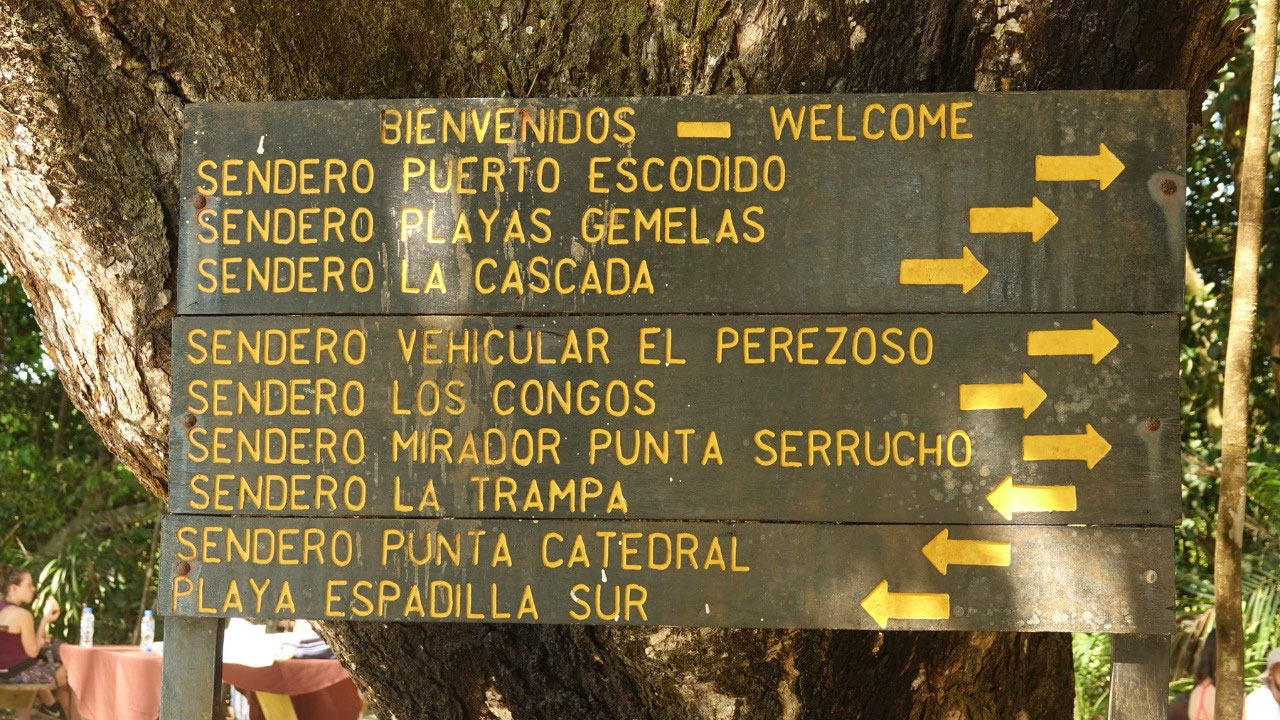 BIENVENIDOS — WELCOME
SENDERO PUERTO ESCODIDO
SENDERO PLAYAS GEMELAS
SENDERO LA CASCADA
SENDERO VEHICULAR EL PEREZOSO
SENDERO LOS CONGOS
SENDERO MIRADOR PUNTA SERRUCHO
SENDERO LA TRAMPA
SENDERO PUNTA CATEDRAL
PLAYA ESPADILLA SUR